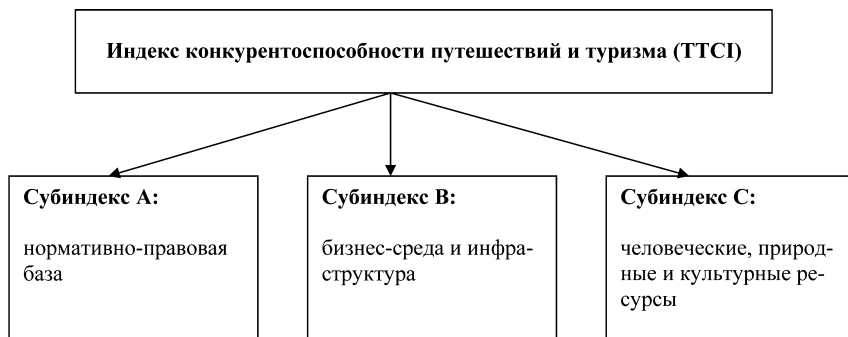 Индекс конкурентоспособности путешествий и туризма (TTCI)
Субиндекс А:
нормативно-правовая
база
Субиндекс В:
бизнес-среда и инфра-
структура
Субиндекс С:
человеческие, природ-
ные и культурные ре-
сурсы